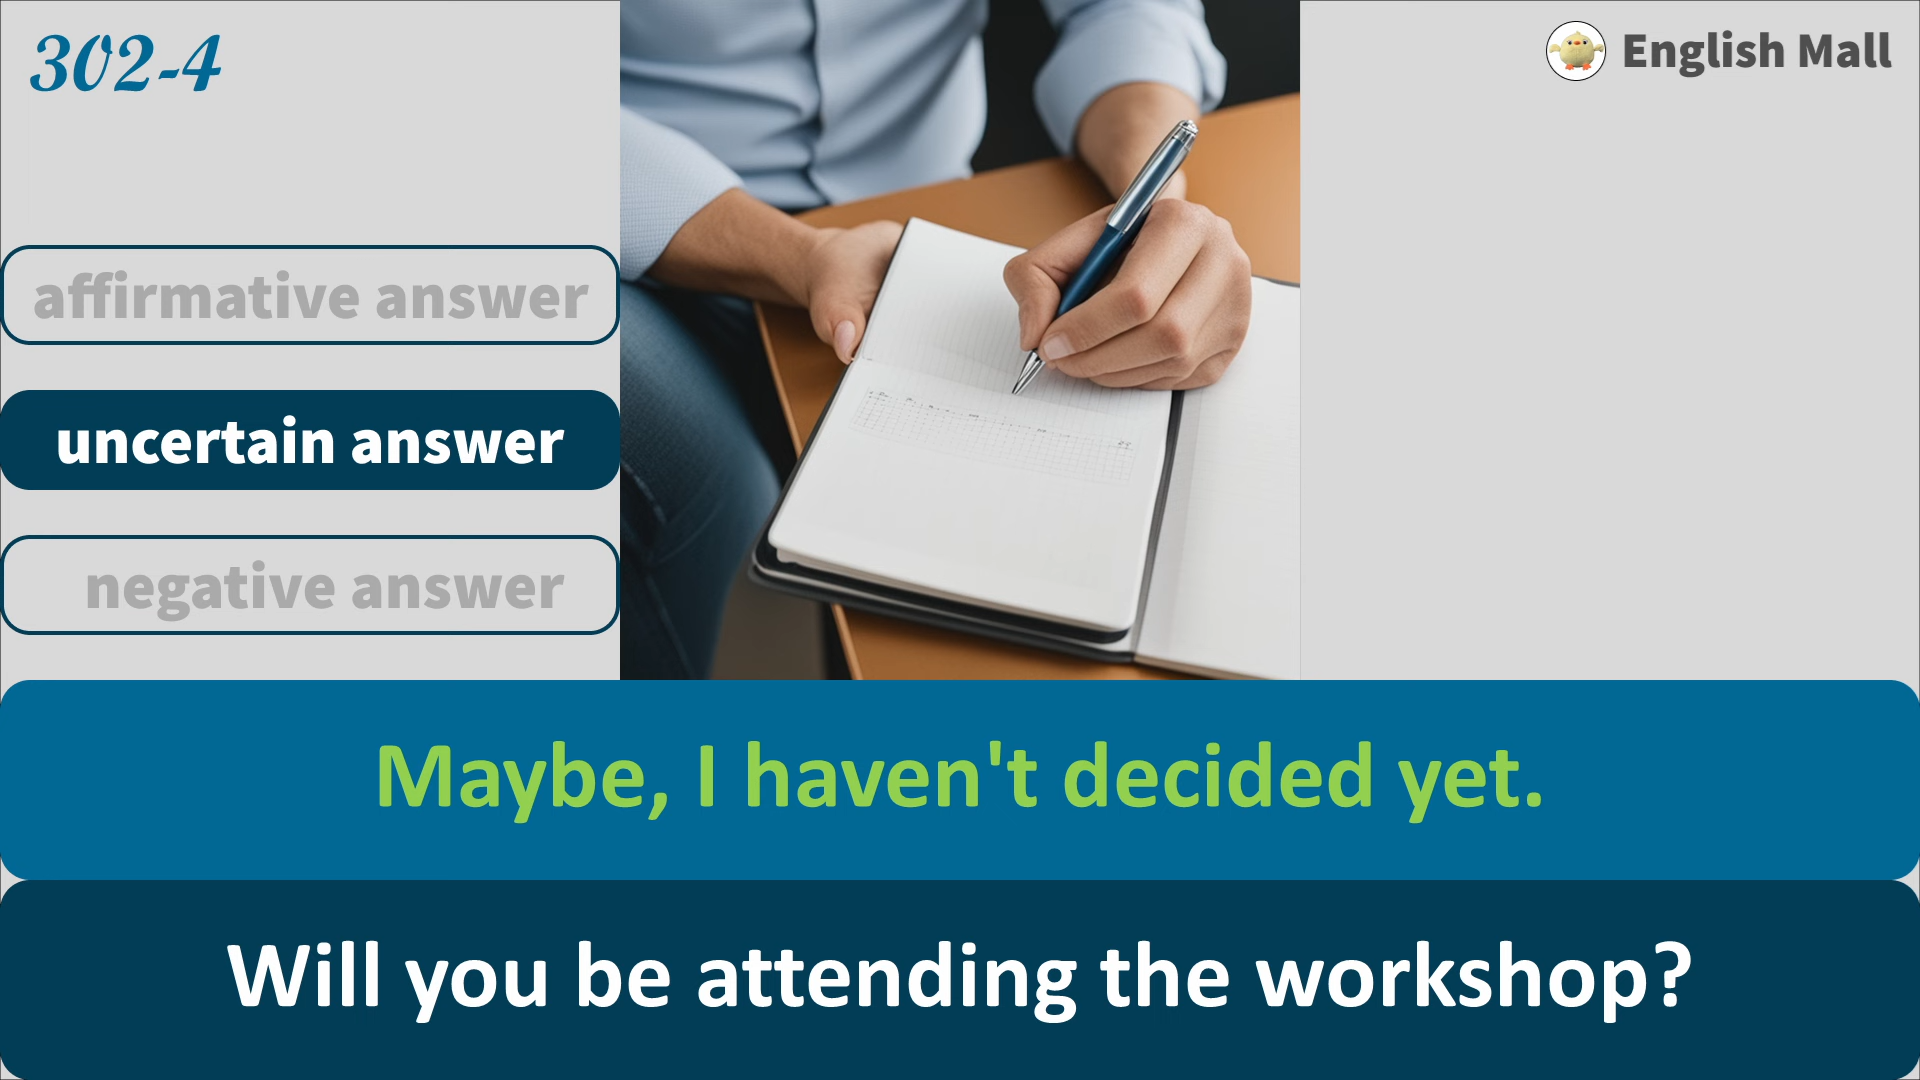 302-4
English Mall
affirmative answer
uncertain answer
negative answer
Maybe, I haven't decided yet.
Will you be attending the workshop?